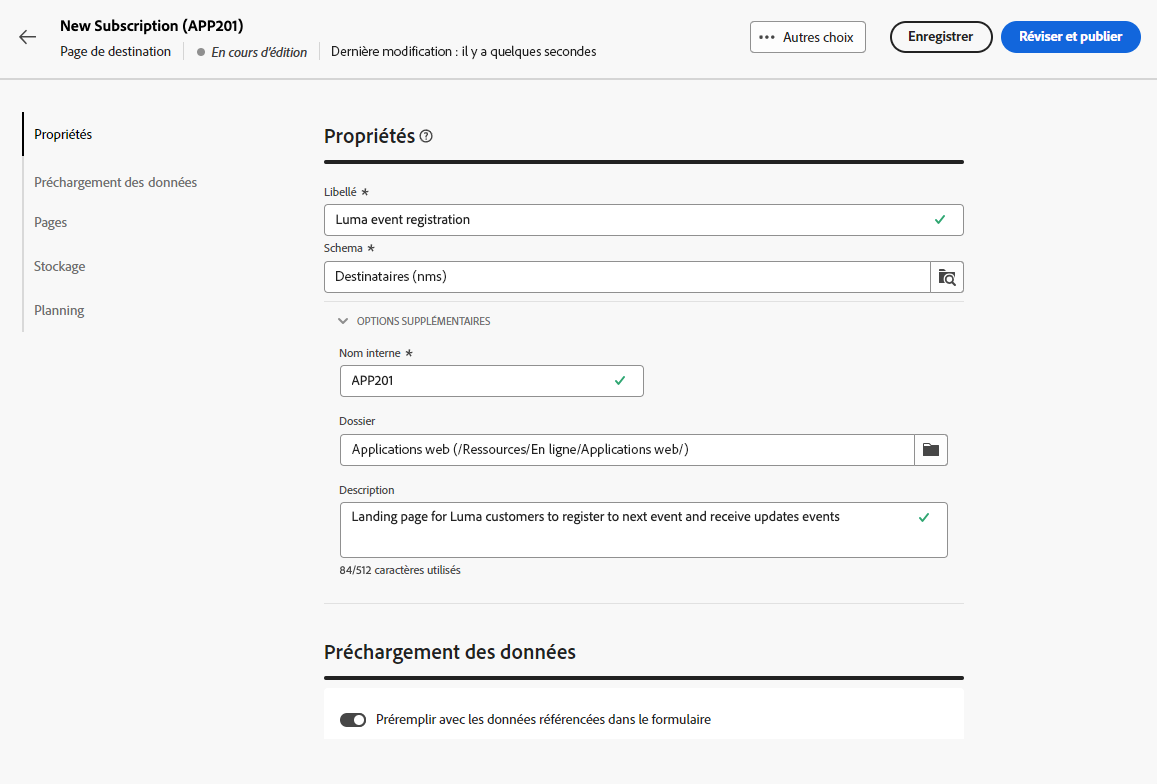 New Subscription (APP201)
Page de destination
En cours d'édition
Dernière modification : il y a quelques secondes
Autres choix
Enregistrer
Réviser et publier
Propriétés
Préchargement des données
Pages
Stockage
Planning
Propriétés
Libellé *
Luma event registration
Schema *
Destinataires (nms)
OPTIONS SUPPLÉMENTAIRES
Nom interne *
APP201
Dossier
Applications web (/Ressources/En ligne/Applications web/)
Description
Landing page for Luma customers to register to next event and receive updates events
84/512 caractères utilisés
Préchargement des données
Préremplir avec les données référencées dans le formulaire